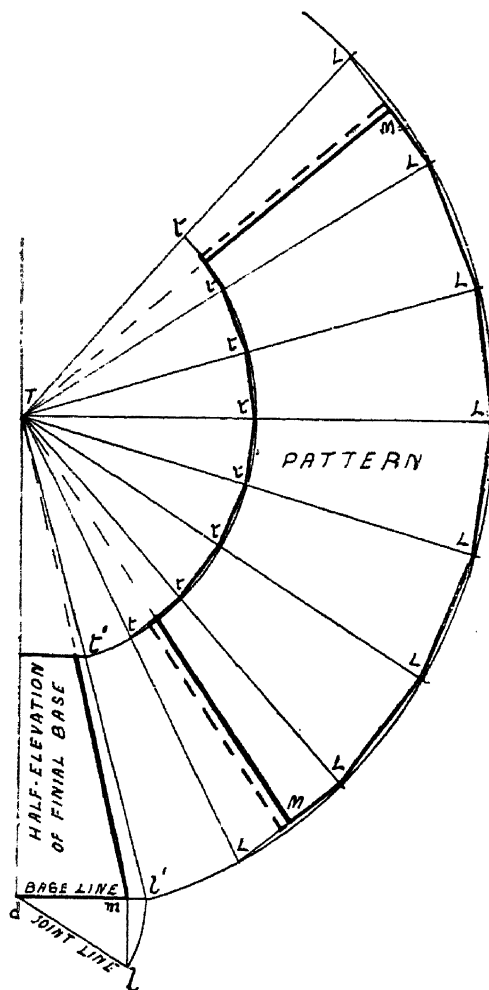 L
M
L
t
t
L
t
T
t
L
PATTERN
t
L
t
t
L
t
t'
M
L
L
HALF-ELEVATION
OF FINIAL BASE
BASE LINE
m
l'
d
JOINT LINE
l